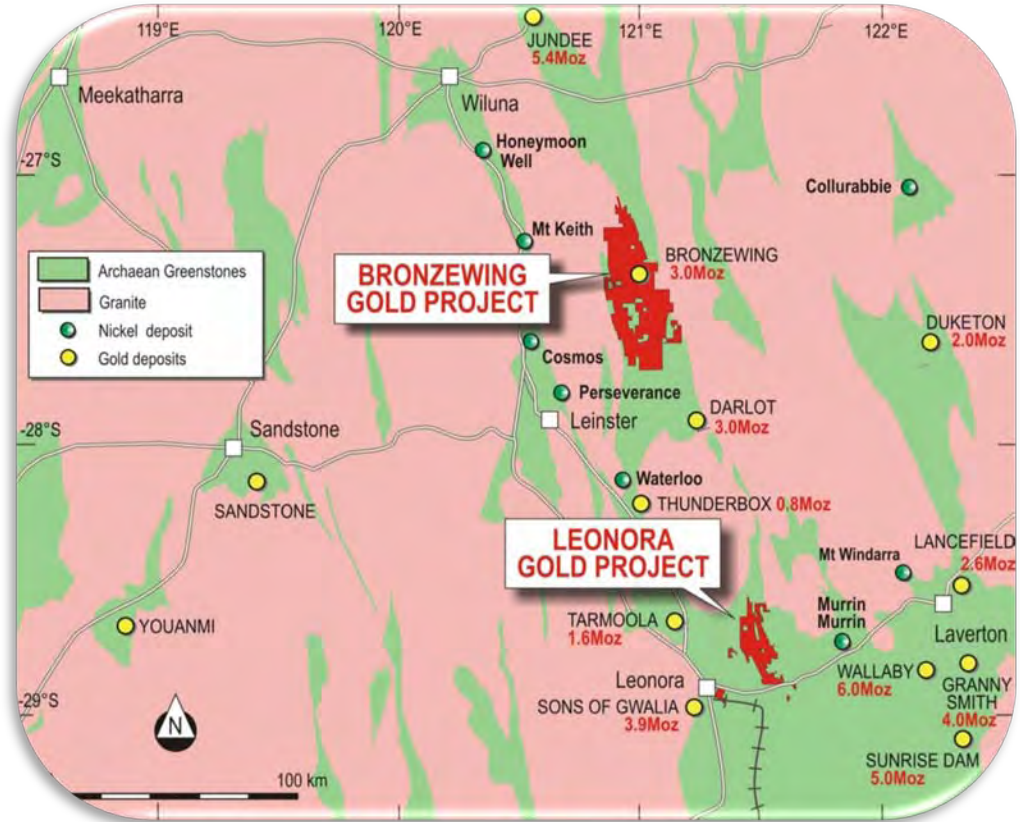 119°E
120°E
121°E
122°E
JUNDEE
5.4Moz
Meekatharra
Wiluna
Honeymoon
Well
-27°S
Collurabbie
Mt Keith
BRONZEWING
3.0Moz
BRONZEWING
GOLD PROJECT
Archaean Greenstones
Granite
Nickel deposit
Gold deposits
DUKETON
2.0Moz
Cosmos
Perseverance
Leinster
DARLOT
3.0Moz
-28°S
Sandstone
SANDSTONE
Waterloo
THUNDERBOX 0.8Moz
LEONORA
GOLD PROJECT
LANCEFIELD
2.6Moz
Mt Windarra
Murrin
Murrin
TARMOOLA
1.6Moz
YOUANMI
Laverton
WALLABY
6.0Moz
GRANNY
SMITH
4.0Moz
Leonora
-29°S
SONS OF GWALIA
3.9Moz
N
SUNRISE DAM
5.0Moz
100 km